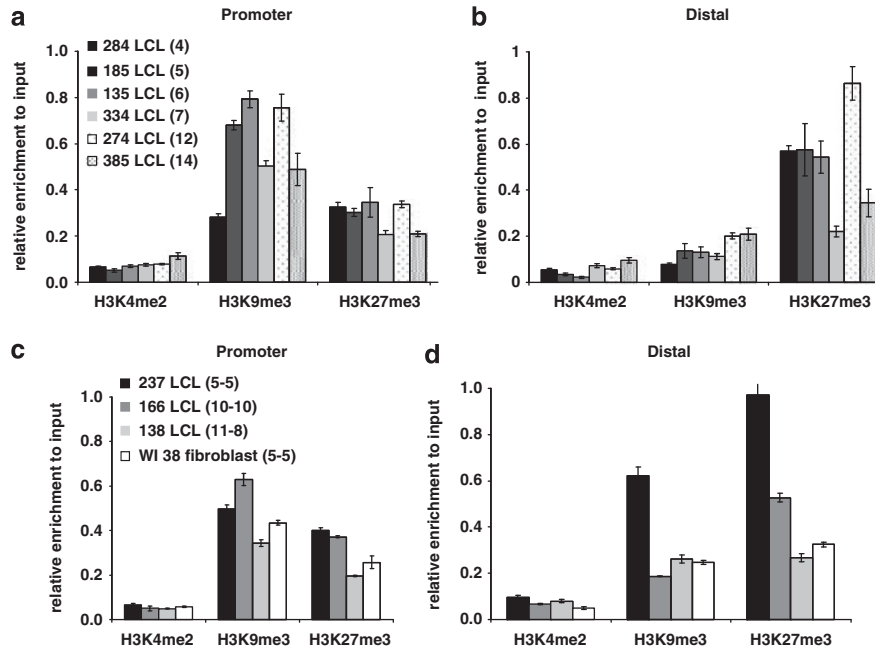 a
Promoter
relative enrichment to input
1.0
0.8
0.6
0.4
0.2
0.0
284 LCL (4)
185 LCL (5)
135 LCL (6)
334 LCL (7)
274 LCL (12)
385 LCL (14)
H3K4me2 H3K9me3 H3K27me3
b
Distal
relative enrichment to input
1
0.8
0.6
0.4
0.2
0
H3K4me2 H3K9me3 H3K27me3
c
Promoter
relative enrichment to input
1.0
0.8
0.6
0.4
0.2
0.0
237 LCL (5-5)
166 LCL (10-10)
138 LCL (11-8)
WI 38 fibroblast (5-5)
H3K4me2 H3K9me3 H3K27me3
d
Distal
relative enrichment to input
1.0
0.8
0.6
0.4
0.2
0.0
H3K4me2 H3K9me3 H3K27me3